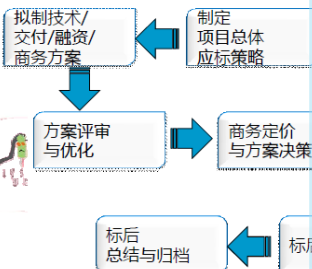 拟制技术/
交付/融资/
商务方案
制定
项目总体
应标策略
方案评审
与优化
商务定价
与方案决策
标后
总结与归档
标后